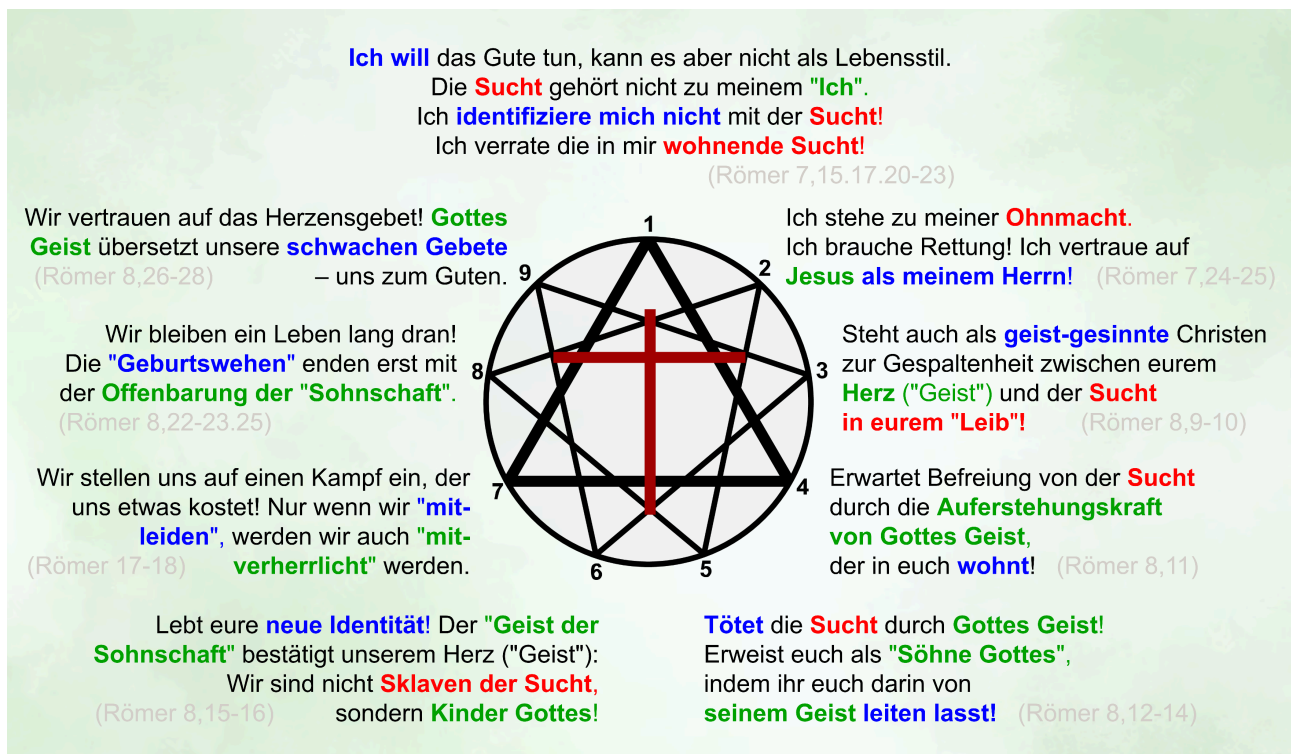 Ich will das Gute tun, kann es aber nicht als Lebensstil.
Die Sucht gehört nicht zu meinem "Ich".
Ich identifiziere mich nicht mit der Sucht!
Ich verrate die in mir wohnende Sucht!
(Römer 7,15.17.20-23)
1
Ich stehe zu meiner Ohnmacht.
Ich brauche Rettung! Ich vertraue auf
Jesus als meinem Herrn! (Römer 7,24-25)
2
Steht auch als geist-gesinnte Christen
zur Gespaltenheit zwischen eurem
Herz ("Geist") und der Sucht
in eurem "Leib"! (Römer 8,9-10)
3
Erwartet Befreiung von der Sucht
durch die Auferstehungskraft
von Gottes Geist,
der in euch wohnt! (Römer 8,11)
4
Tötet die Sucht durch Gottes Geist!
Erweist euch als "Söhne Gottes",
indem ihr euch darin von
seinem Geist leiten lasst! (Römer 8,12-14)
5
Lebt eure neue Identität! Der "Geist der
Sohnschaft" bestätigt unserem Herz ("Geist"):
Wir sind nicht Sklaven der Sucht,
(Römer 8,15-16) sondern Kinder Gottes!
6
Wir stellen uns auf einen Kampf ein, der
uns etwas kostet! Nur wenn wir "mit-
leiden", werden wir auch "mit-
(Römer 17-18) verherrlicht" werden.
7
Wir bleiben ein Leben lang dran!
Die "Geburtswehen" enden erst mit
der Offenbarung der "Sohnschaft".
(Römer 8,22-23.25)
8
Wir vertrauen auf das Herzensgebet! Gottes
Geist übersetzt unsere schwachen Gebete
(Römer 8,26-28) – uns zum Guten.
9